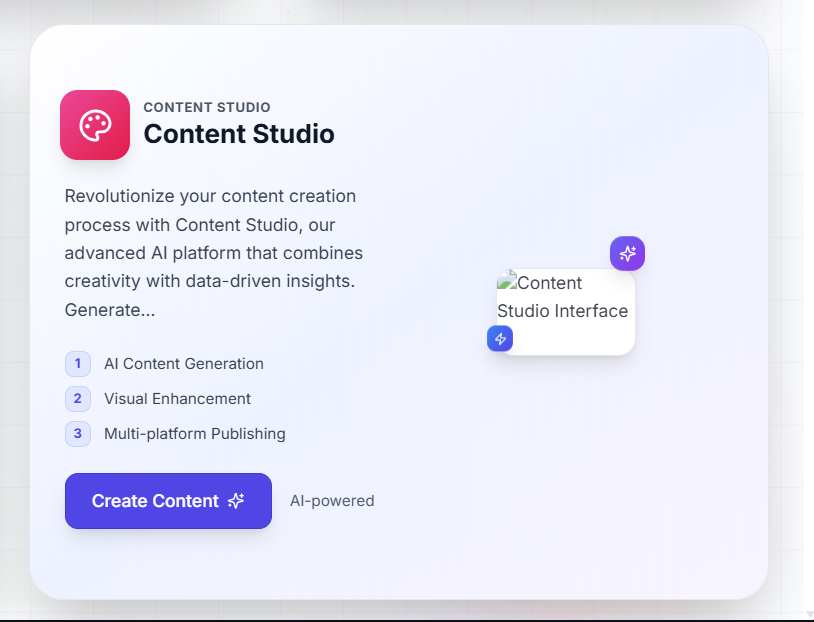 CONTENT STUDIO
Content Studio
Revolutionize your content creation
process with Content Studio, our
advanced AI platform that combines
creativity with data-driven insights.
Generate...
1 AI Content Generation
2 Visual Enhancement
3 Multi-platform Publishing
Create Content
AI-powered
Content
Studio Interface